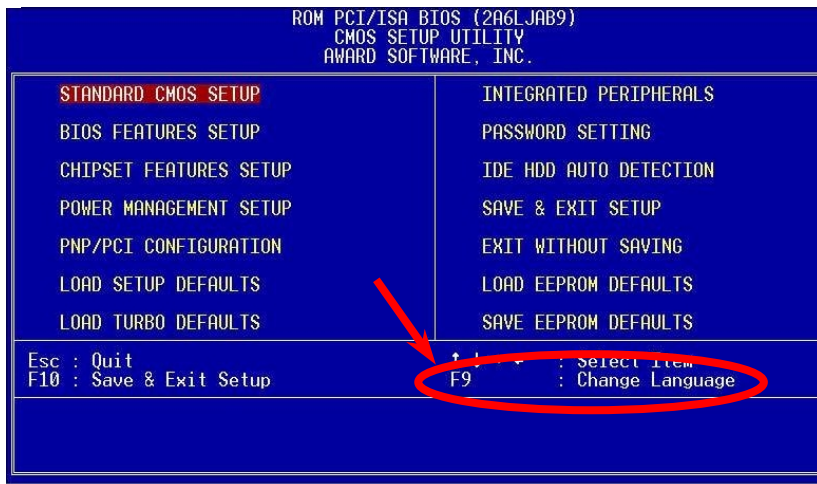 ROM PCI/ISA BIOS (2A6LJAB9)
CMOS SETUP UTILITY
AWARD SOFTWARE, INC.
STANDARD CMOS SETUP
BIOS FEATURES SETUP
CHIPSET FEATURES SETUP
POWER MANAGEMENT SETUP
PNP/PCI CONFIGURATION
LOAD SETUP DEFAULTS
LOAD TURBO DEFAULTS
INTEGRATED PERIPHERALS
PASSWORD SETTING
IDE HDD AUTO DETECTION
SAVE & EXIT SETUP
EXIT WITHOUT SAVING
LOAD EEPROM DEFAULTS
SAVE EEPROM DEFAULTS
Esc : Quit
F10 : Save & Exit Setup
↑ ↓ → ← : Select Item
F9 : Change Language